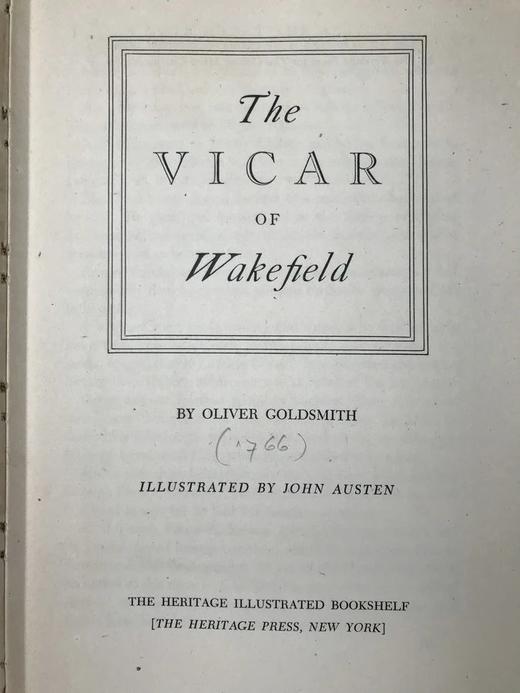 The
VICAR
OF
Wakefield
BY OLIVER GOLDSMITH
(1766)
ILLUSTRATED BY JOHN AUSTEN
THE HERITAGE ILLUSTRATED BOOKSHELF
[THE HERITAGE PRESS, NEW YORK]